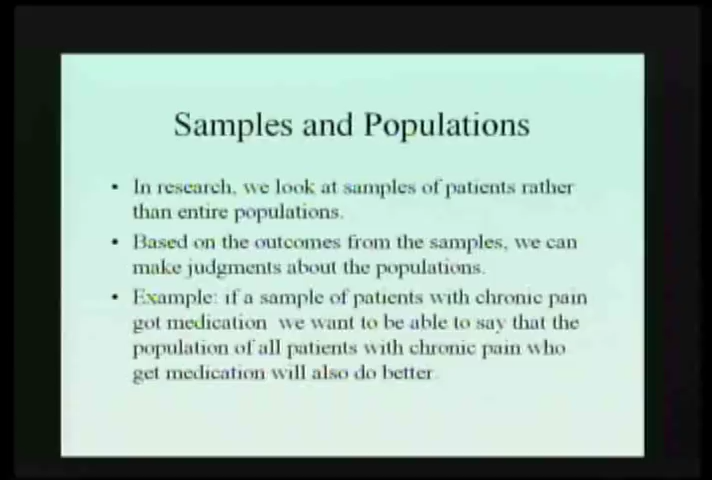 Samples and Populations
• In research, we look at samples of patients rather
than entire populations.
• Based on the outcomes from the samples, we can
make judgments about the populations.
• Example: if a sample of patients with chronic pain
got medication we want to be able to say that the
population of all patients with chronic pain who
get medication will also do better.